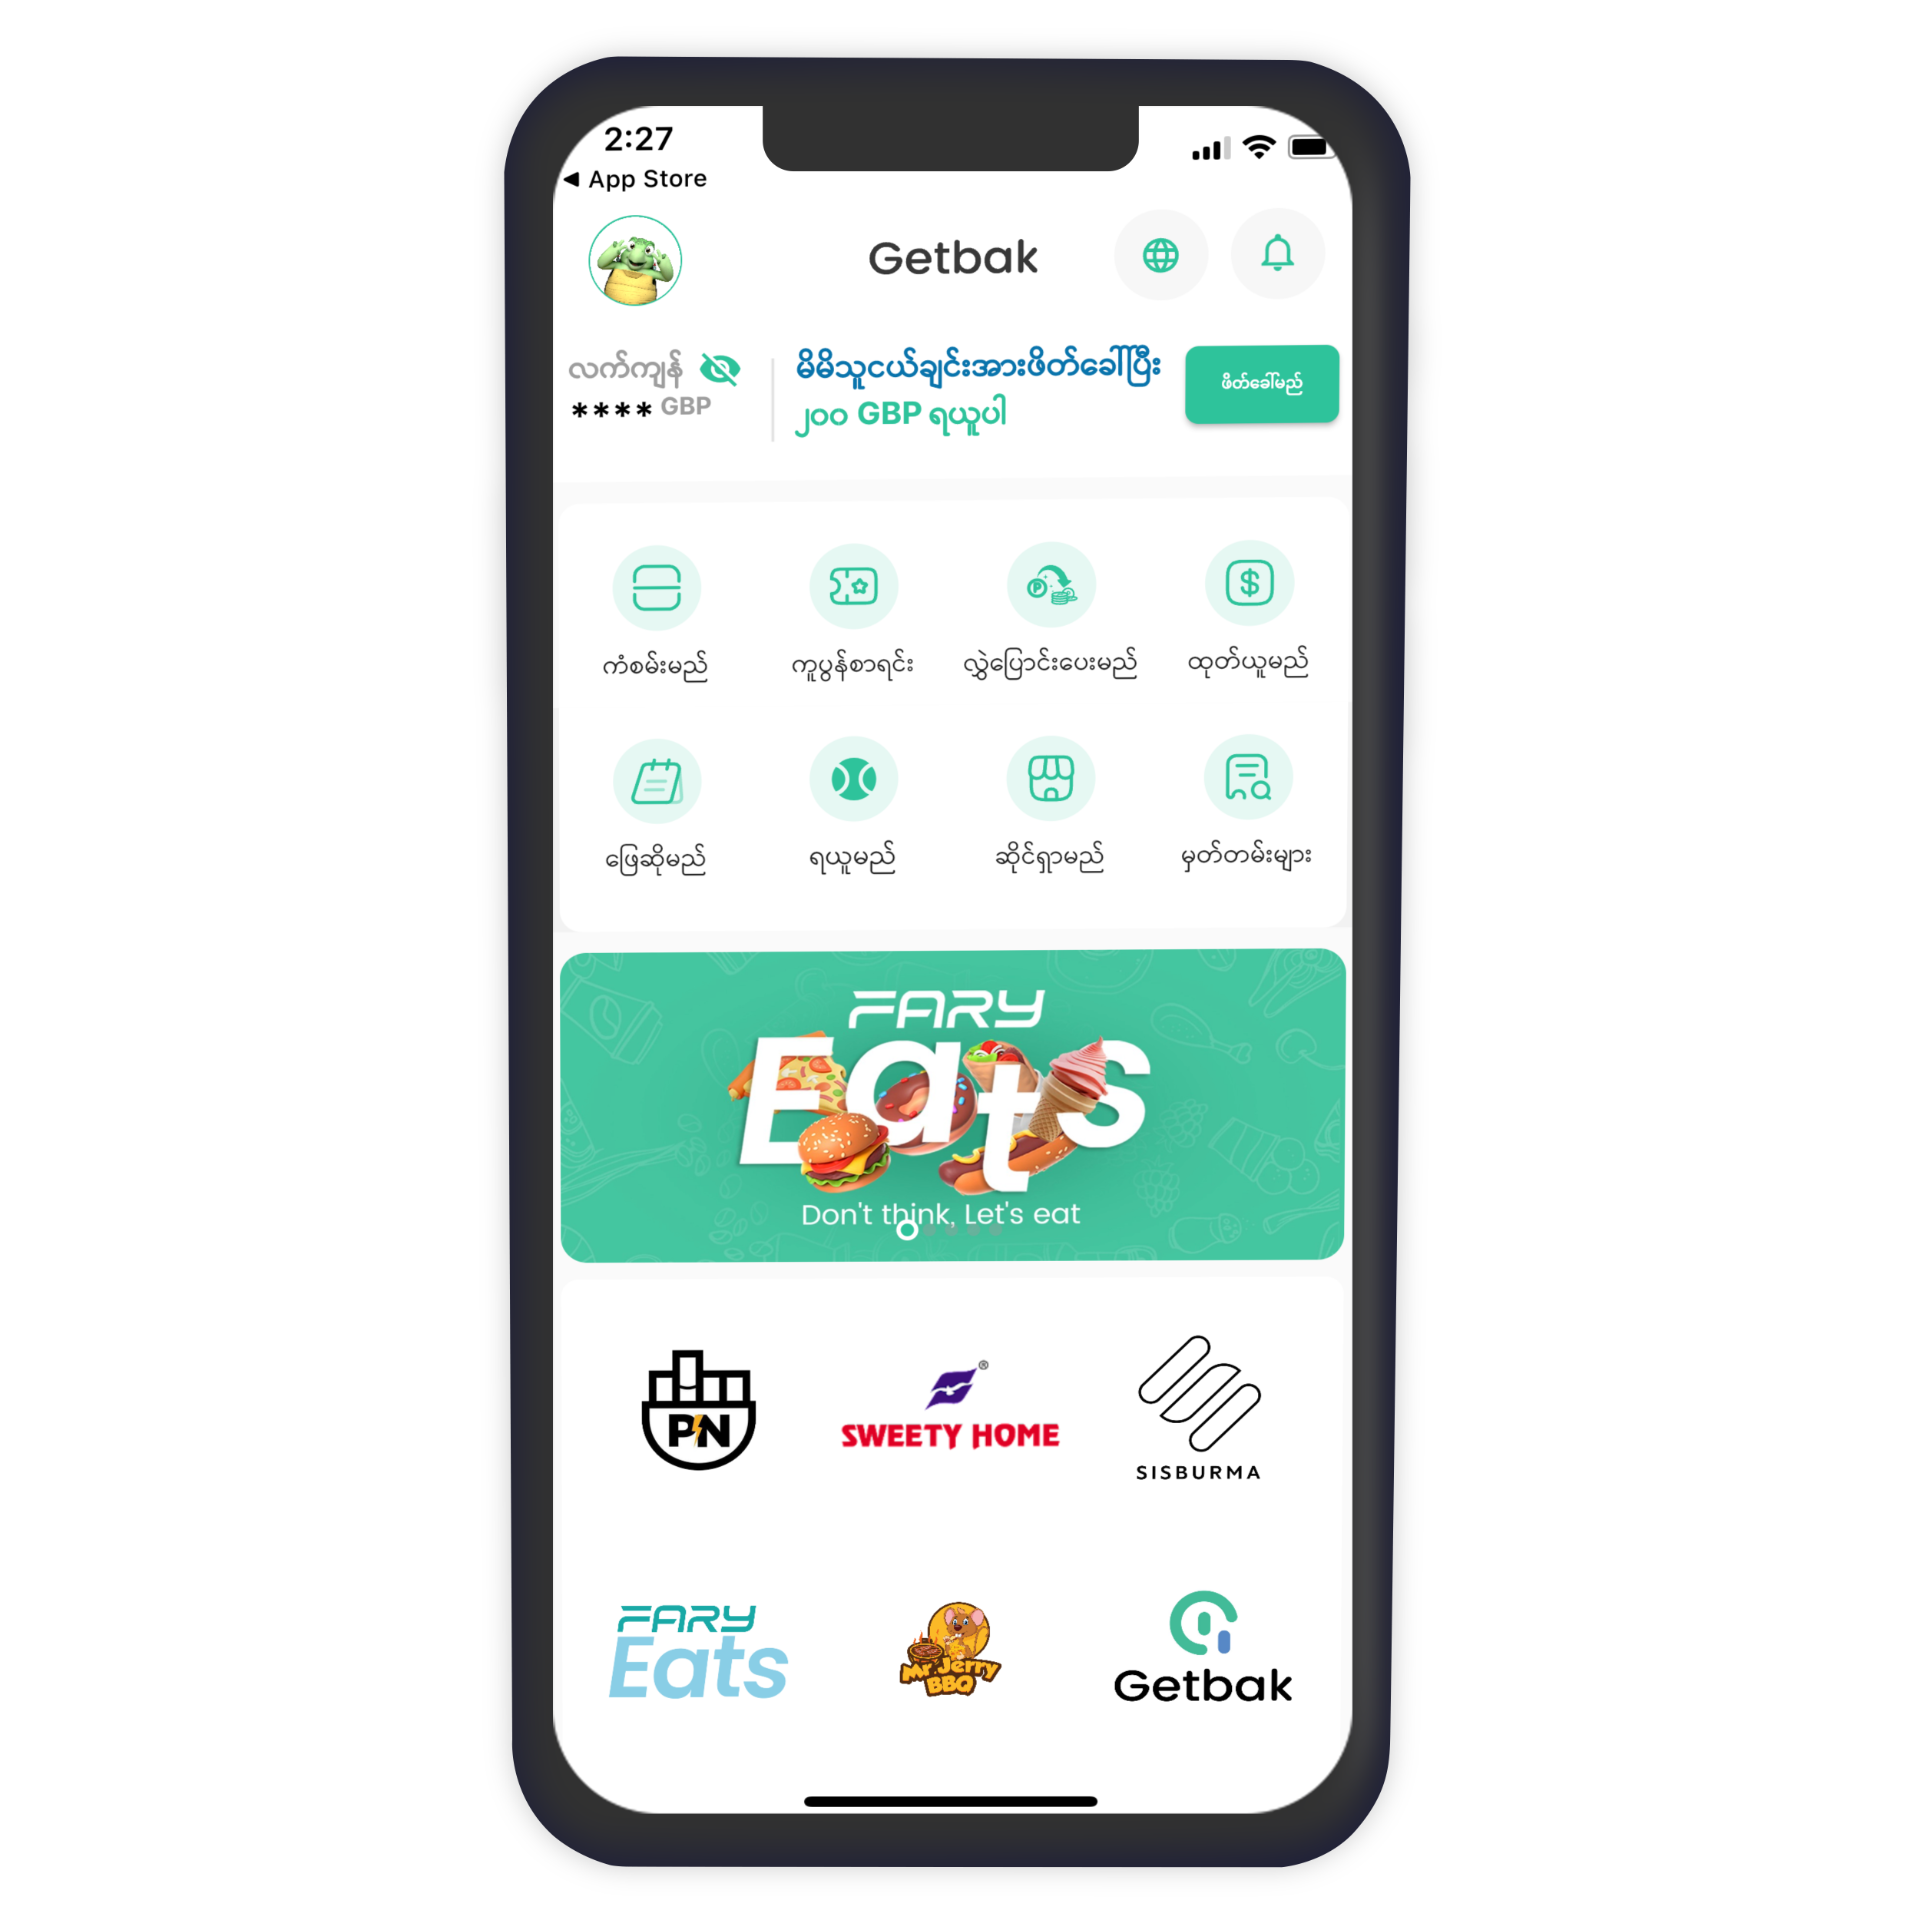 2:27
App Store
Getbak
လက်ကျန်
**** GBP
မိမိသူငယ်ချင်းအားဖိတ်ခေါ်ပြီး
၂၀၀ GBP ရယူပါ
ဖိတ်ခေါ်မည်
ကံစမ်းမည် ကူပွန်စာရင်း လွှဲပြောင်းပေးမည် ထုတ်ယူမည်
ဖြေဆိုမည် ရယူမည် ဆိုင်ရှာမည် မှတ်တမ်းများ
FARY
Eats
Don't think, Let's eat
PN
SWEETY HOME ®
SISBURMA
FARY
Eats
Mr Jerry
BBQ
Getbak